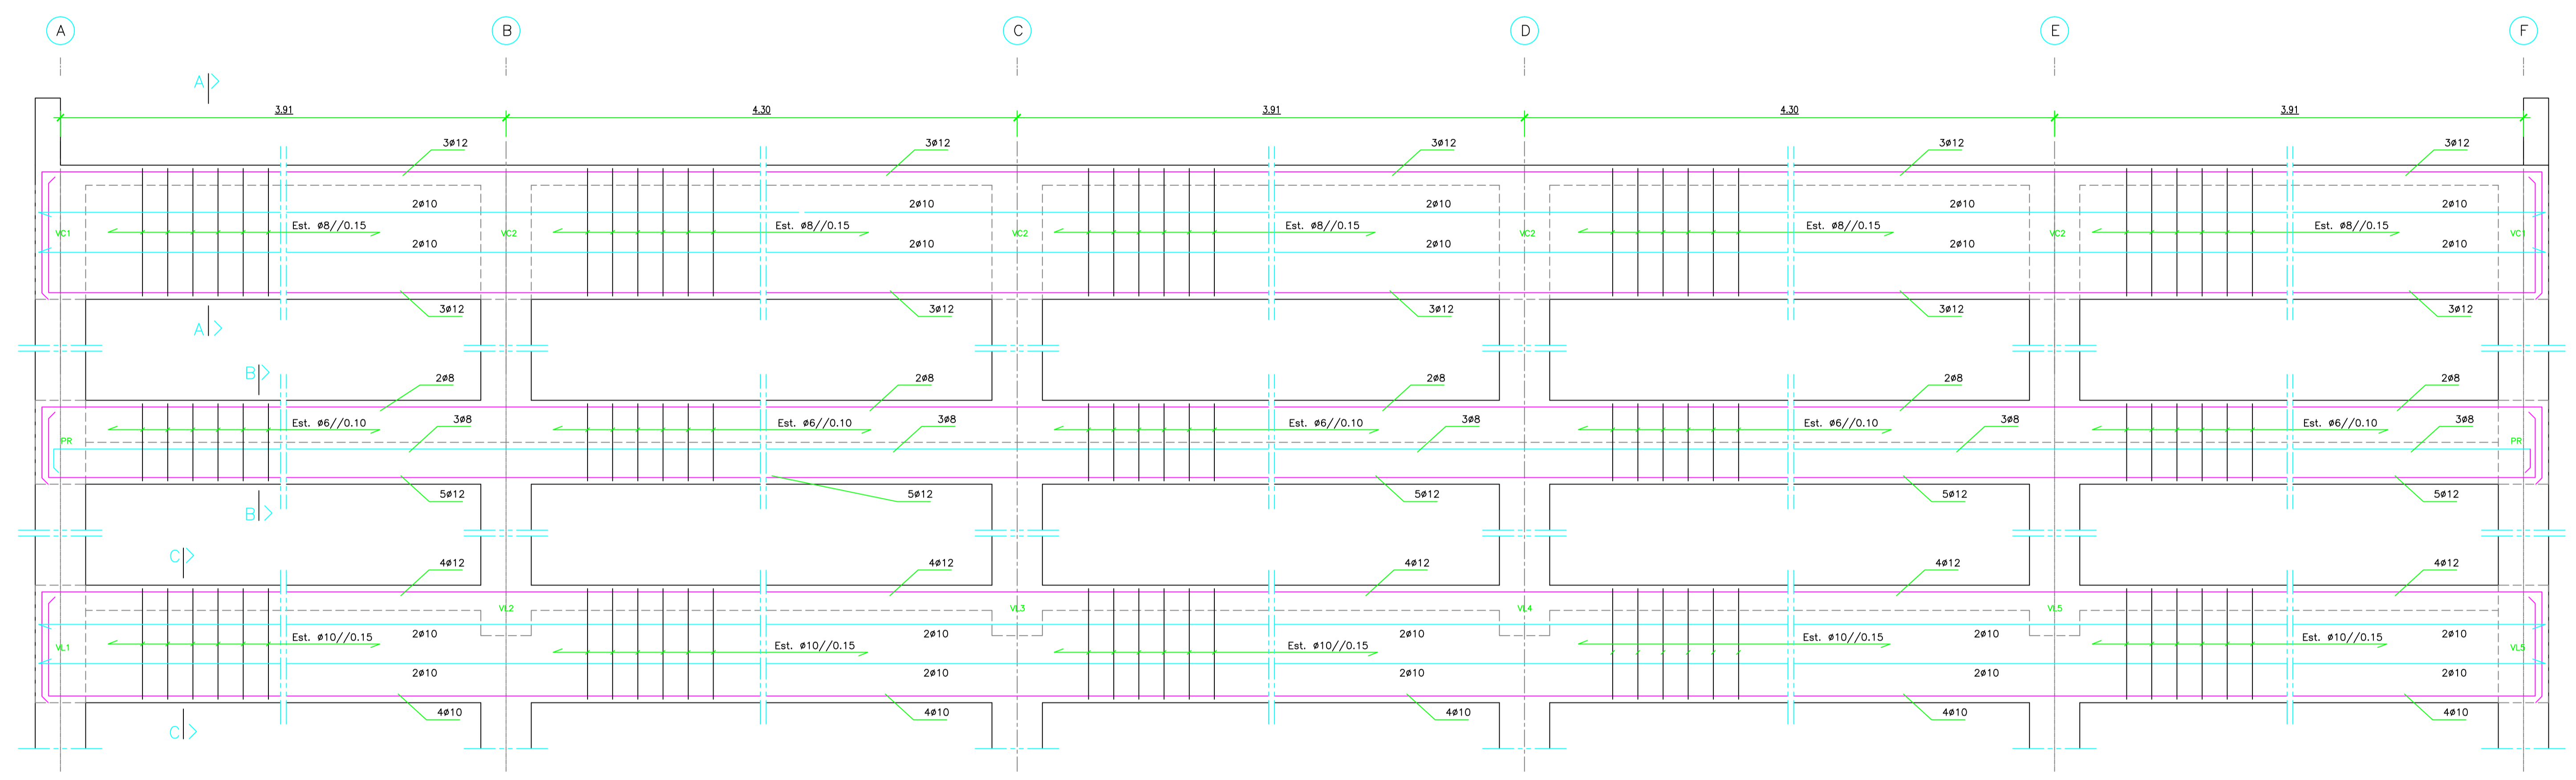 A B C D E F
A
3.91 4.30 3.91 4.30 3.91
3ø12 3ø12 3ø12 3ø12 3ø12
2ø10 2ø10 2ø10 2ø10 2ø10
Est. ø8//0.15 Est. ø8//0.15 Est. ø8//0.15 Est. ø8//0.15 Est. ø8//0.15
VC1 VC2 VC2 VC2 VC2 VC1
2ø10 2ø10 2ø10 2ø10 2ø10
3ø12 3ø12 3ø12 3ø12 3ø12
A
B
2ø8 2ø8 2ø8 2ø8 2ø8
3ø8 3ø8 3ø8 3ø8 3ø8
Est. ø6//0.10 Est. ø6//0.10 Est. ø6//0.10 Est. ø6//0.10 Est. ø6//0.10
PR PR
5ø12 5ø12 5ø12 5ø12 5ø12
B
C
4ø12 4ø12 4ø12 4ø12 4ø12
VL2 VL3 VL4 VL5
2ø10 2ø10 2ø10 2ø10 2ø10
Est. ø10//0.15 Est. ø10//0.15 Est. ø10//0.15 Est. ø10//0.15 Est. ø10//0.15
VL1 VL5
2ø10 2ø10 2ø10 2ø10 2ø10
4ø10 4ø10 4ø10 4ø10 4ø10
C